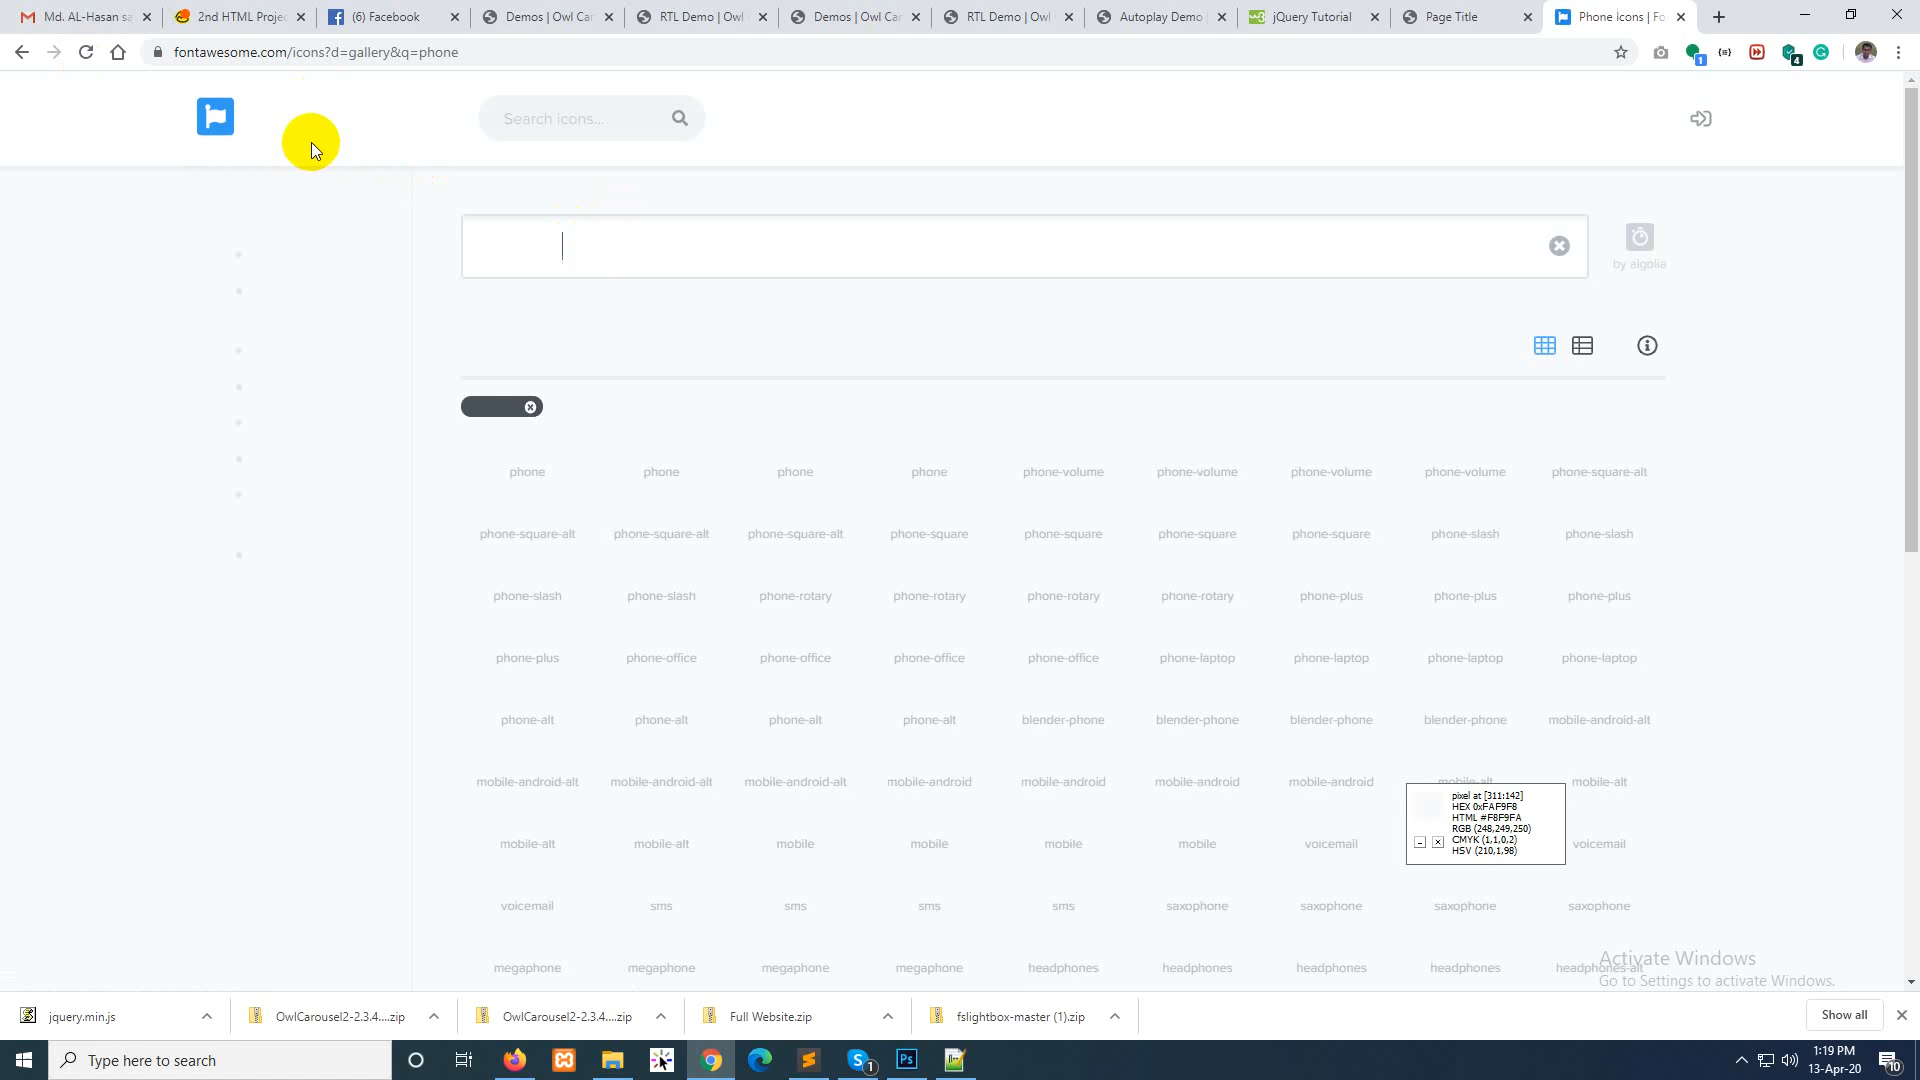 Md. AL-Hasan sa
2nd HTML Projec
(6) Facebook
Demos | Owl Car
RTL Demo | Owl
Demos | Owl Car
RTL Demo | Owl
Autoplay Demo
jQuery Tutorial
Page Title
Phone Icons | Fo
fontawesome.com/icons?d=gallery&q=phone
1
4
Search icons...
by algolia
phone phone phone phone phone-volume phone-volume phone-volume phone-volume phone-square-alt
phone-square-alt phone-square-alt phone-square-alt phone-square phone-square phone-square phone-square phone-slash phone-slash
phone-slash phone-slash phone-rotary phone-rotary phone-rotary phone-rotary phone-plus phone-plus phone-plus
phone-plus phone-office phone-office phone-office phone-office phone-laptop phone-laptop phone-laptop phone-laptop
phone-alt phone-alt phone-alt phone-alt blender-phone blender-phone blender-phone blender-phone mobile-android-alt
mobile-android-alt mobile-android-alt mobile-android-alt mobile-android mobile-android mobile-android mobile-android mobile-alt mobile-alt
mobile-alt mobile-alt mobile mobile mobile mobile voicemail voicemail
voicemail sms sms sms sms saxophone saxophone saxophone saxophone
megaphone megaphone megaphone megaphone headphones headphones headphones headphones headphones-alt
pixel at [311:142]
HEX 0xFAF9F8
HTML #F8F9FA
RGB (248,249,250)
CMYK (1,1,0,2)
HSV (210,1,98)
Activate Windows
Go to Settings to activate Windows.
jquery.min.js
OwlCarousel2-2.3.4....zip
OwlCarousel2-2.3.4....zip
Full Website.zip
fslightbox-master (1).zip
Show all
Type here to search
1
1:19 PM
13-Apr-20
10